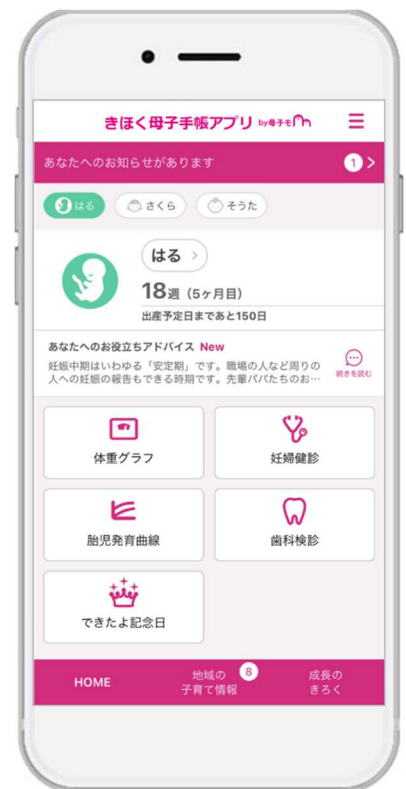 きほく母子手帳アプリ by母子モ
あなたへのお知らせがあります 1
はる さくら そうた
はる
18週（5ヶ月目）
出産予定日まであと150日
あなたへのお役立ちアドバイス New
妊娠中期はいわゆる「安定期」です。職場の人など周りの
人への妊娠の報告もできる時期です。先輩パパたちのお…
続きを読む
体重グラフ
妊婦健診
胎児発育曲線
歯科検診
できたよ記念日
HOME
地域の
子育て情報
8
成長の
きろく